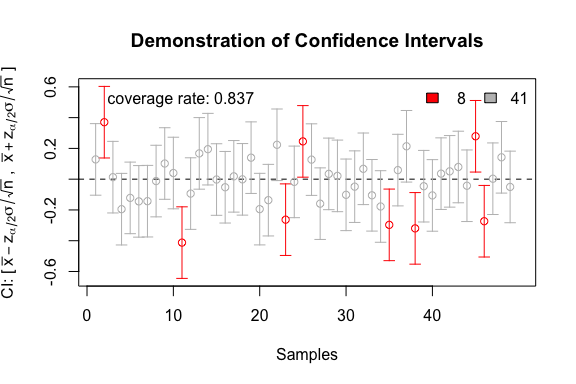 Demonstration of Confidence Intervals
CI: [ x̅ − zα/2σ/√n , x̅ + zα/2σ/√n ]
0.6
0.2
-0.2
-0.6
coverage rate: 0.837
8 41
0 10 20 30 40
Samples